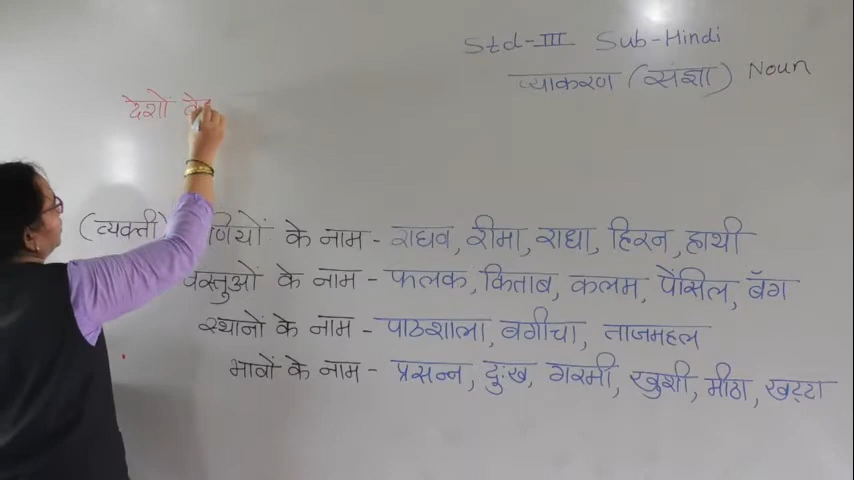 Std-III Sub-Hindi
व्याकरण (संज्ञा) Noun
देशों के
(व्यक्ती) णियों के नाम - राघव, रीमा, राधा, हिरन, हाथी
वस्तुओं के नाम - फलक, किताब, कलम, पेंसिल, बॅग
स्थानों के नाम - पाठशाला, बगीचा, ताजमहल
भावों के नाम - प्रसन्न, दुःख, गरमी, खुशी, मीठा, खट्टा